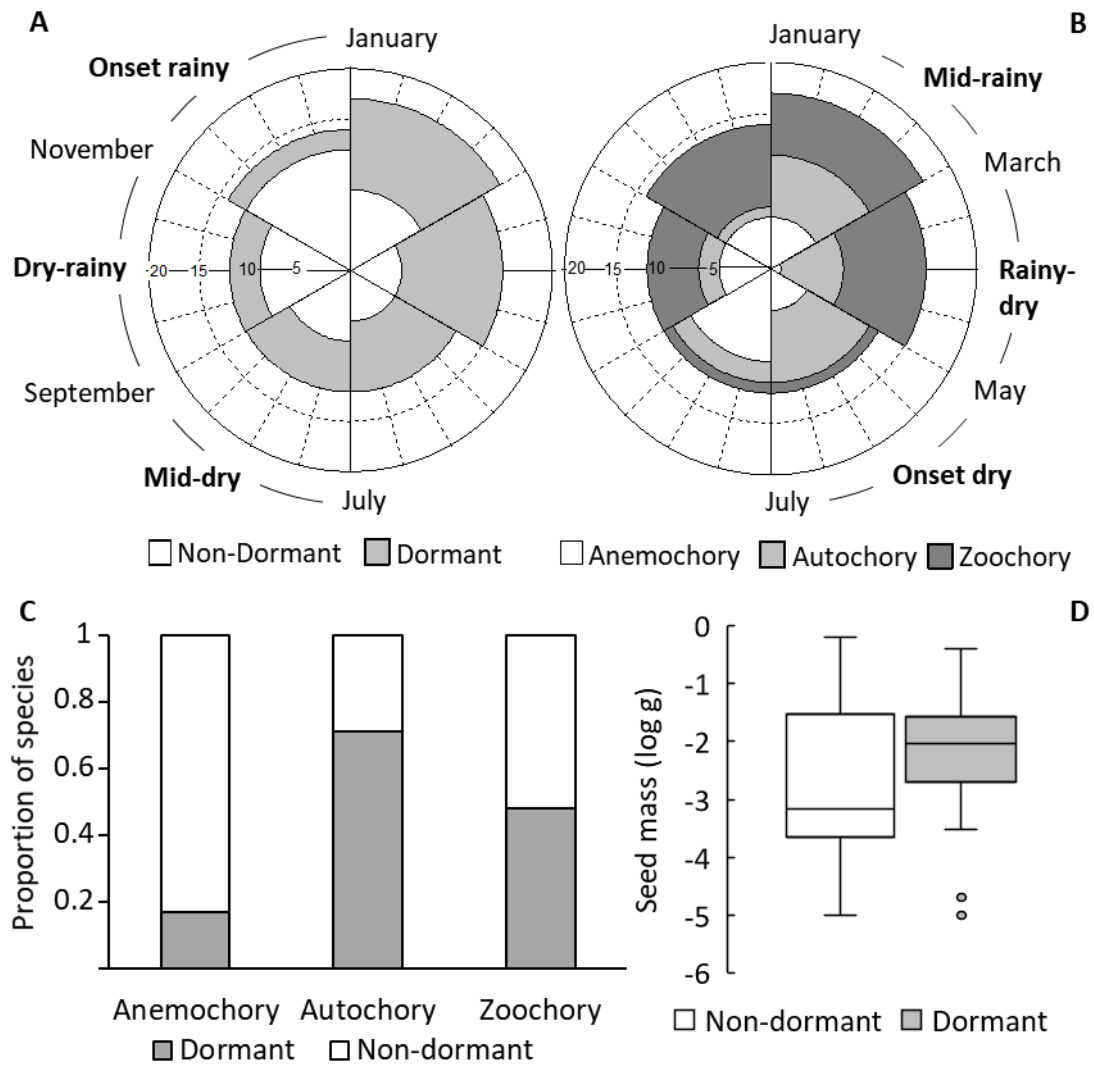 A
January
Onset rainy
November
Dry-rainy
20 15 10 5
September
Mid-dry
July
Non-Dormant Dormant
B
January
Mid-rainy
March
20 15 10 5
Rainy-
dry
May
Onset dry
July
Anemochory Autochory Zoochory
C
Proportion of species
1
0.8
0.6
0.4
0.2
Anemochory Autochory Zoochory
Dormant Non-dormant
D
Seed mass (log g)
0
-1
-2
-3
-4
-5
-6
Non-dormant Dormant